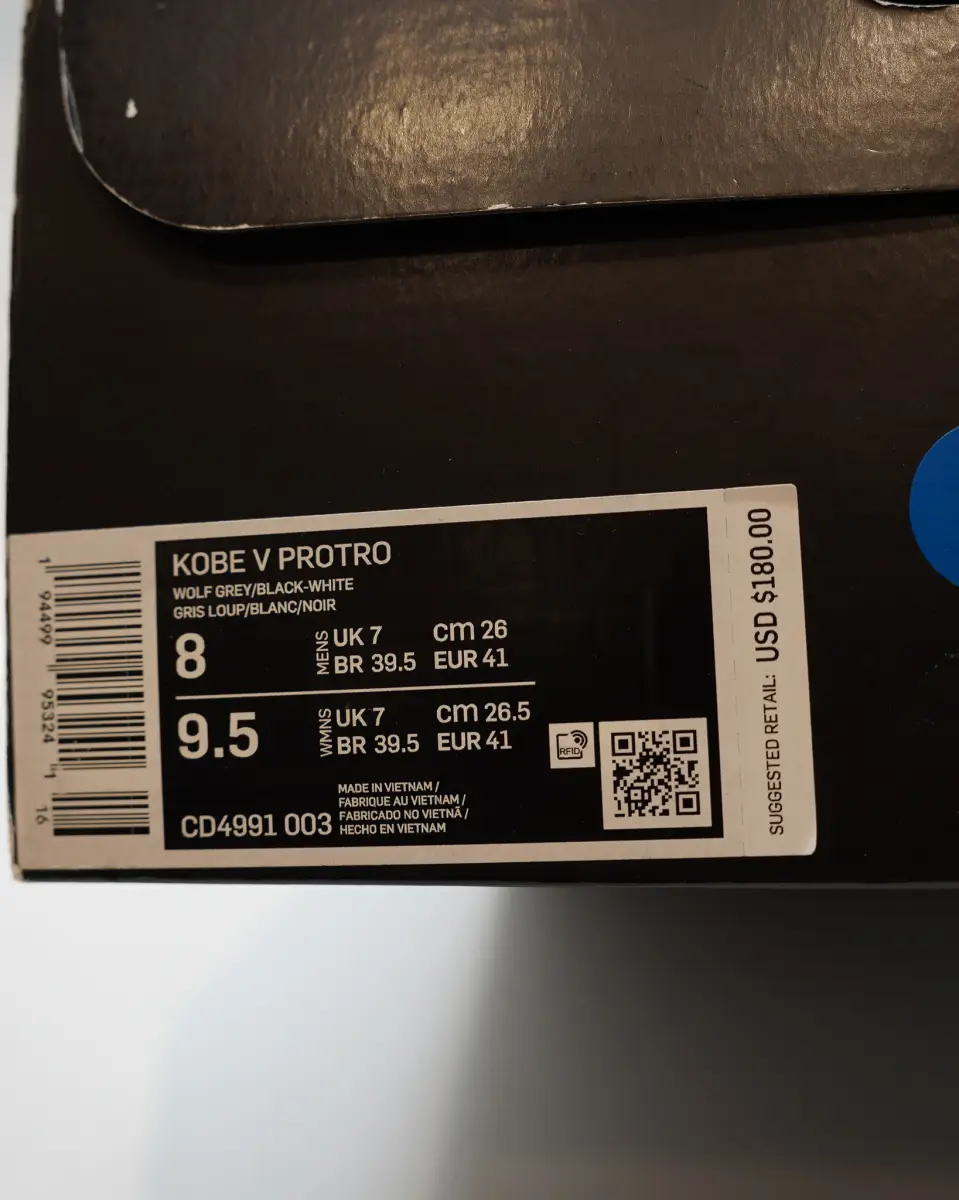 KOBE V PROTRO
WOLF GREY/BLACK-WHITE
GRIS LOUP/BLANC/NOIR
8 MENS UK 7 cm 26
BR 39.5 EUR 41
9.5 WMNS UK 7 cm 26.5
BR 39.5 EUR 41
CD4991 003
MADE IN VIETNAM /
FABRIQUE AU VIETNAM /
FABRICADO NO VIETNÃ /
HECHO EN VIETNAM
RFID
SUGGESTED RETAIL: USD $180.00
1 94499 95324 1 16